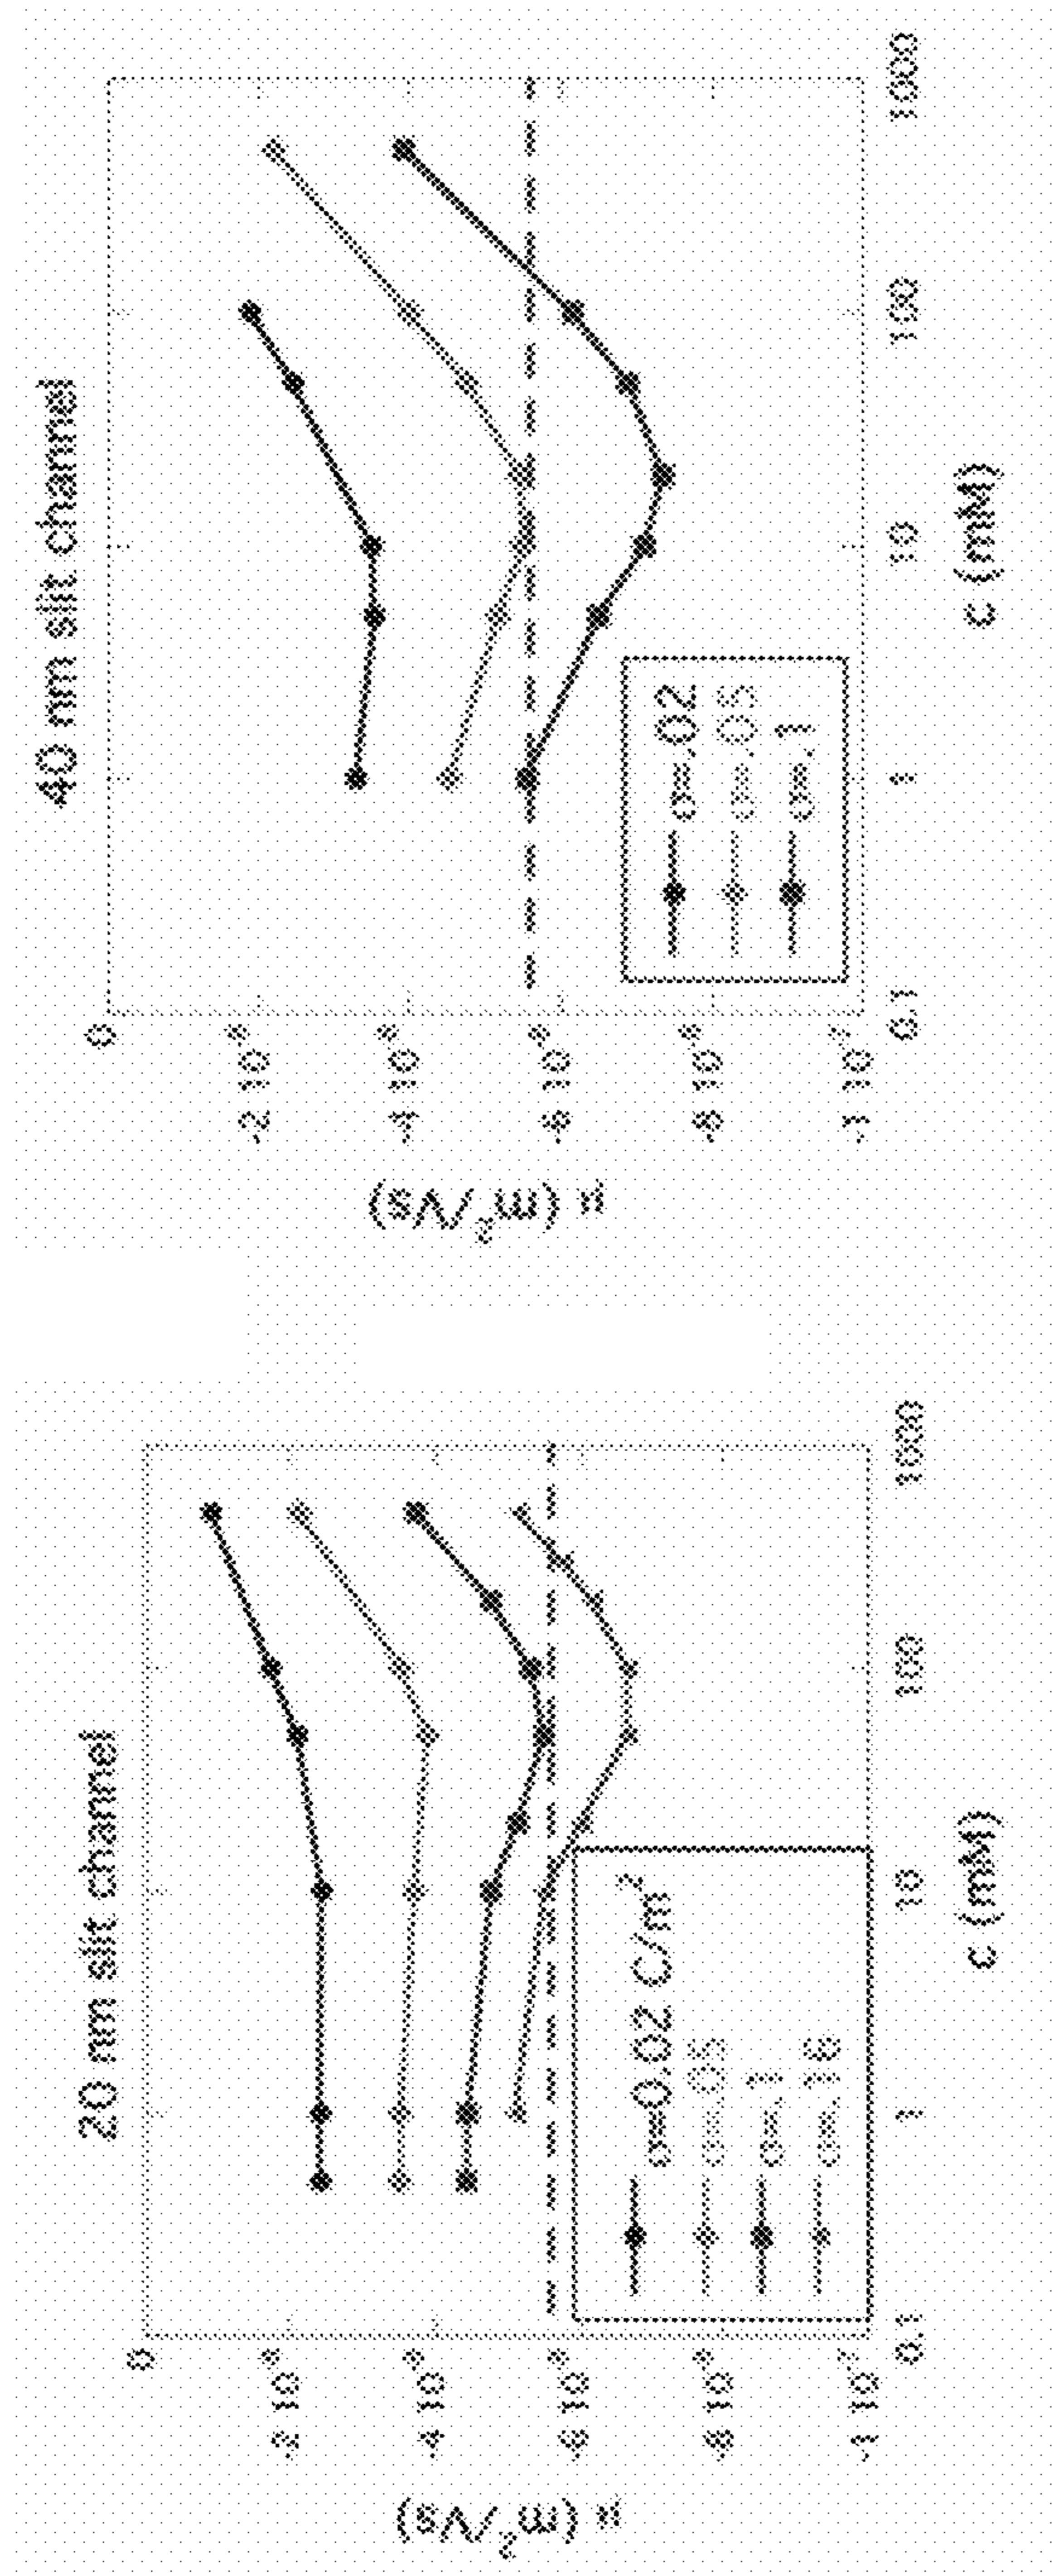 20 nm slit channel
μ (m²/Vs)
0
-2 10⁻⁸
-4 10⁻⁸
-6 10⁻⁸
-8 10⁻⁸
-1 10⁻⁷
σ=0.02 C/m²
σ=.05
σ=.1
σ=.16
0.1
1
10
100
1000
c (mM)
40 nm slit channel
μ (m²/Vs)
0
-2 10⁻⁸
-4 10⁻⁸
-6 10⁻⁸
-8 10⁻⁸
-1 10⁻⁷
σ=.02
σ=.05
σ=.1
0.1
1
10
100
1000
c (mM)